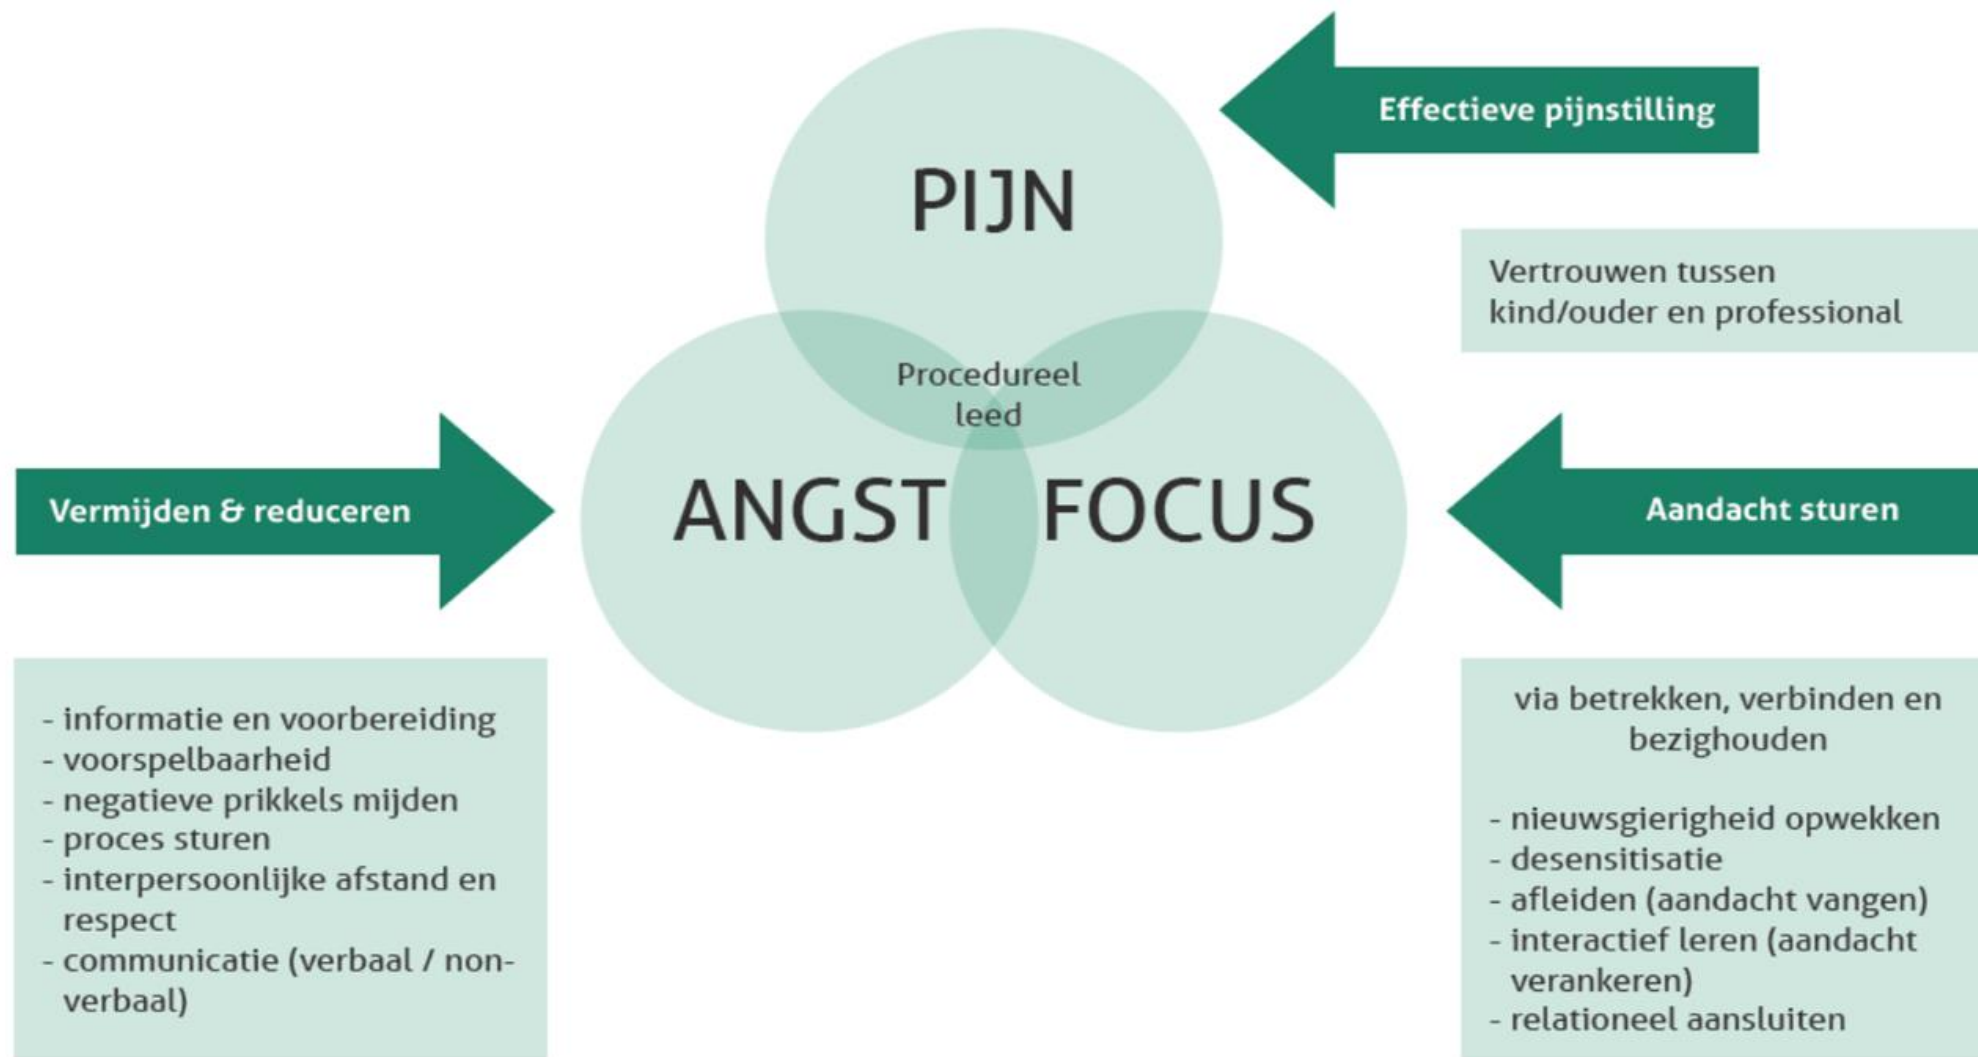 PIJN
Effectieve pijnstilling
Vertrouwen tussen
kind/ouder en professional
Procedureel
leed
ANGST
FOCUS
Vermijden & reduceren
Aandacht sturen
- informatie en voorbereiding
- voorspelbaarheid
- negatieve prikkels mijden
- proces sturen
- interpersoonlijke afstand en
respect
- communicatie (verbaal / non-
verbaal)
via betrekken, verbinden en
bezighouden
- nieuwsgierigheid opwekken
- desensitisatie
- afleiden (aandacht vangen)
- interactief leren (aandacht
verankeren)
- relationeel aansluiten